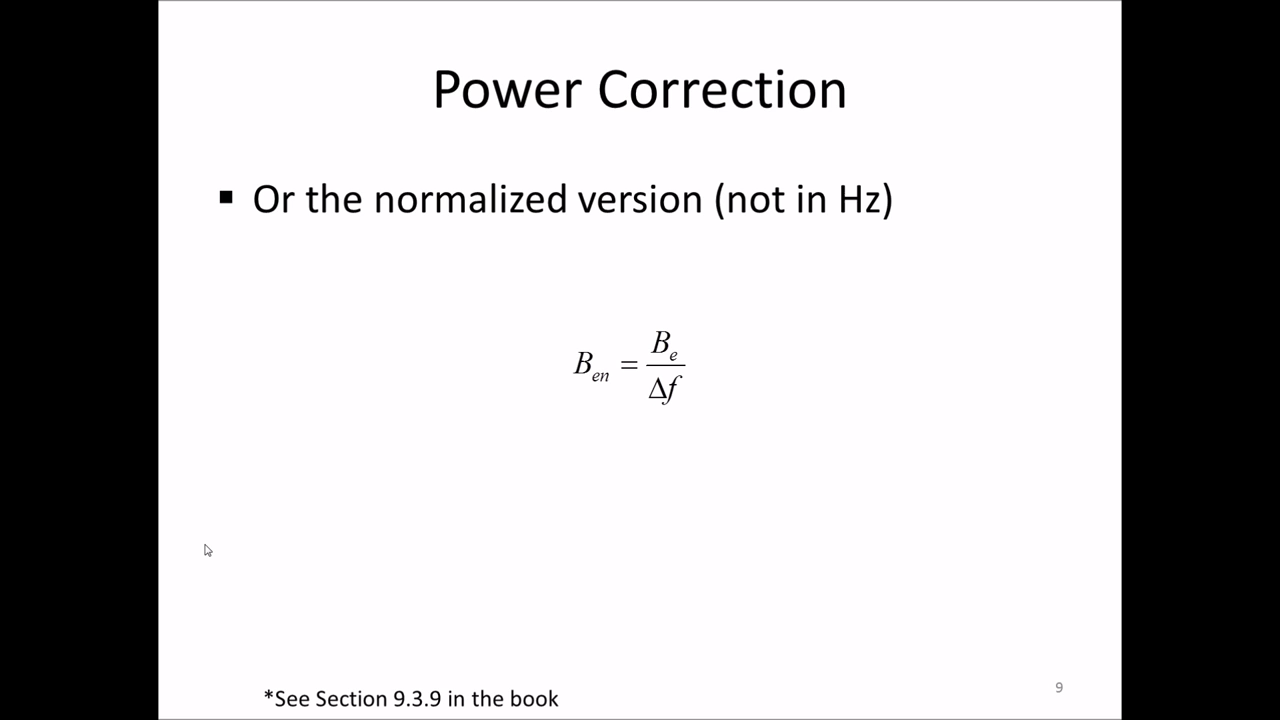 Power Correction
▪ Or the normalized version (not in Hz)
B_en = B_e / Δf
*See Section 9.3.9 in the book
9